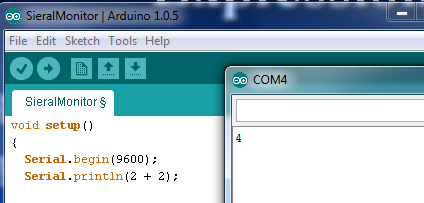 SieralMonitor | Arduino 1.0.5
File Edit Sketch Tools Help
SieralMonitor §
void setup()
{
Serial.begin(9600);
Serial.println(2 + 2);
COM4
4